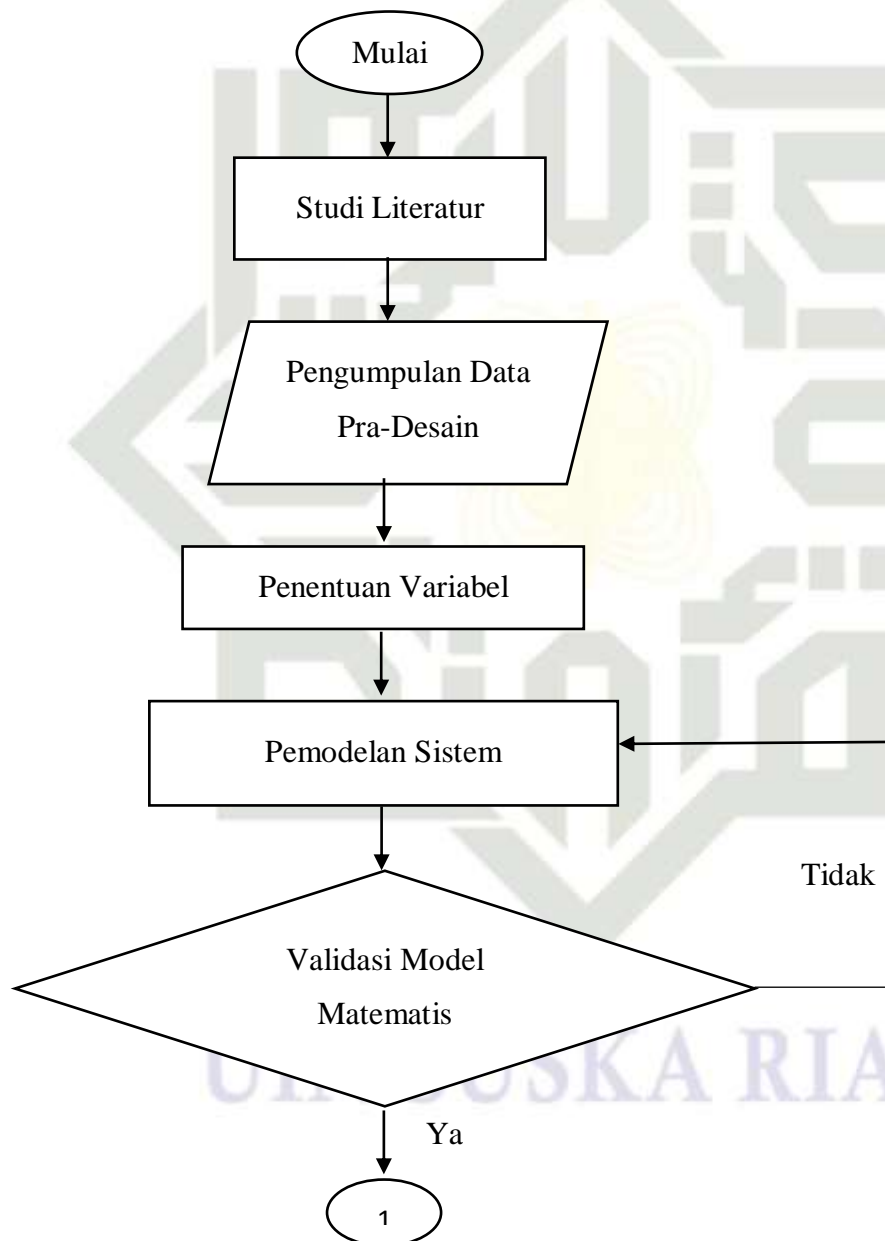 Mulai
Studi Literatur
Pengumpulan Data
Pra-Desain
Penentuan Variabel
Pemodelan Sistem
Tidak
Validasi Model
Matematis
Ya
1